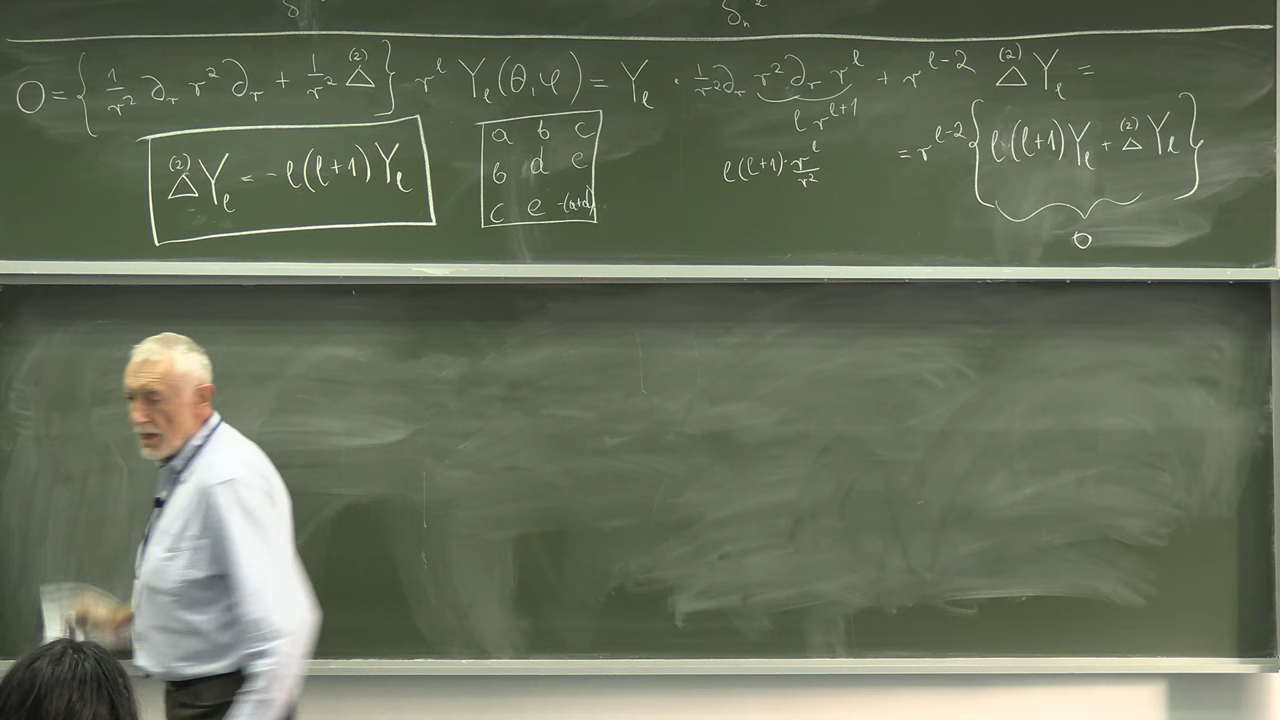 0 = { 1/r² ∂_r r² ∂_r + 1/r² Δ^(2) } r^l Y_l(θ,φ) = Y_l · 1/r² ∂_r r² ∂_r r^l + r^{l-2} Δ^(2) Y_l =
l r^{l+1}
l(l+1)· r^l/r²
= r^{l-2} { l(l+1) Y_l + Δ^(2) Y_l }
0
Δ^(2) Y_l = -l(l+1) Y_l
a b c
b d e
c e -(a+d)